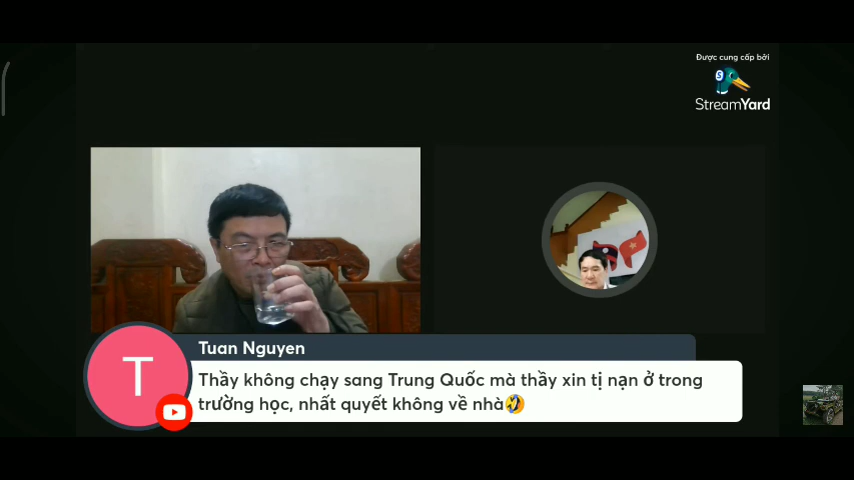 Được cung cấp bởi
StreamYard
Tuan Nguyen
T
Thầy không chạy sang Trung Quốc mà thầy xin tị nạn ở trong
trường học, nhất quyết không về nhà🤣